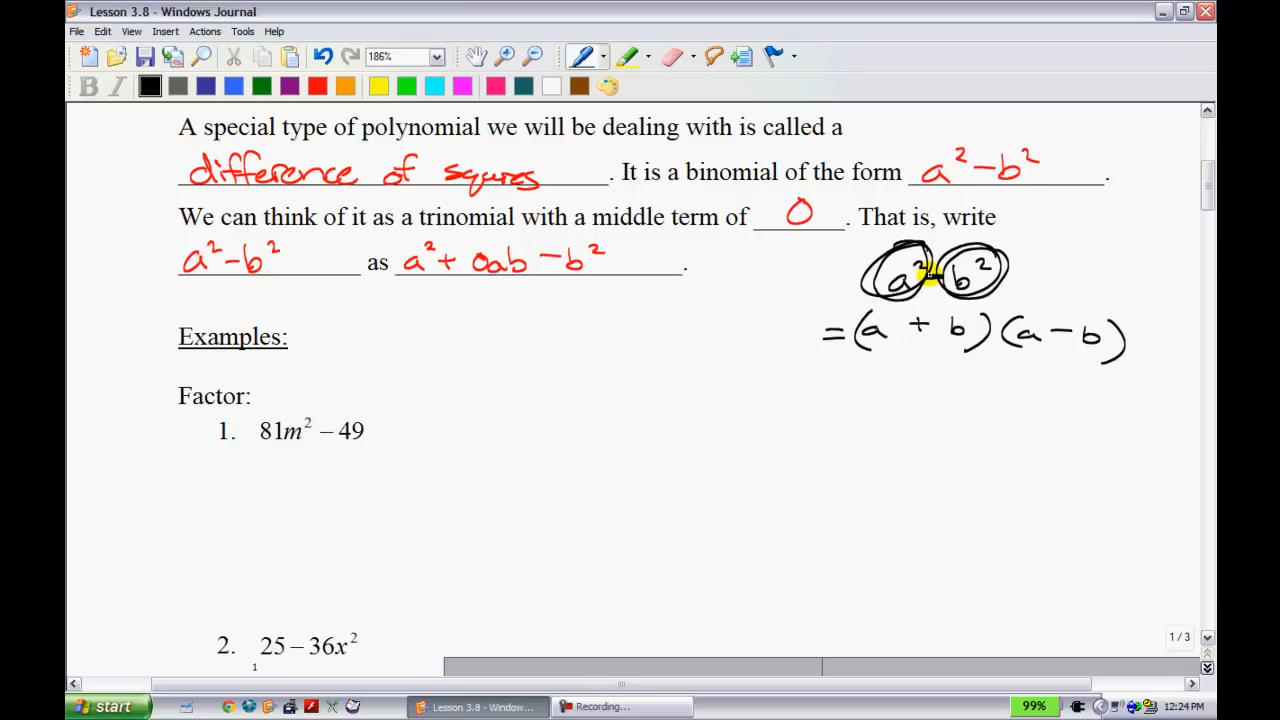 Lesson 3.8 - Windows Journal
File Edit View Insert Actions Tools Help
186%
B I
A special type of polynomial we will be dealing with is called a
difference of squres. It is a binomial of the form a² - b².
We can think of it as a trinomial with a middle term of 0. That is, write
a² - b² as a² + 0ab - b².
a² - b²
= (a + b)(a - b)
Examples:
Factor:
1. 81m² - 49
2. 25 - 36x²
1
1 / 3
start Lesson 3.8 - Window... Recording... 99% 12:24 PM